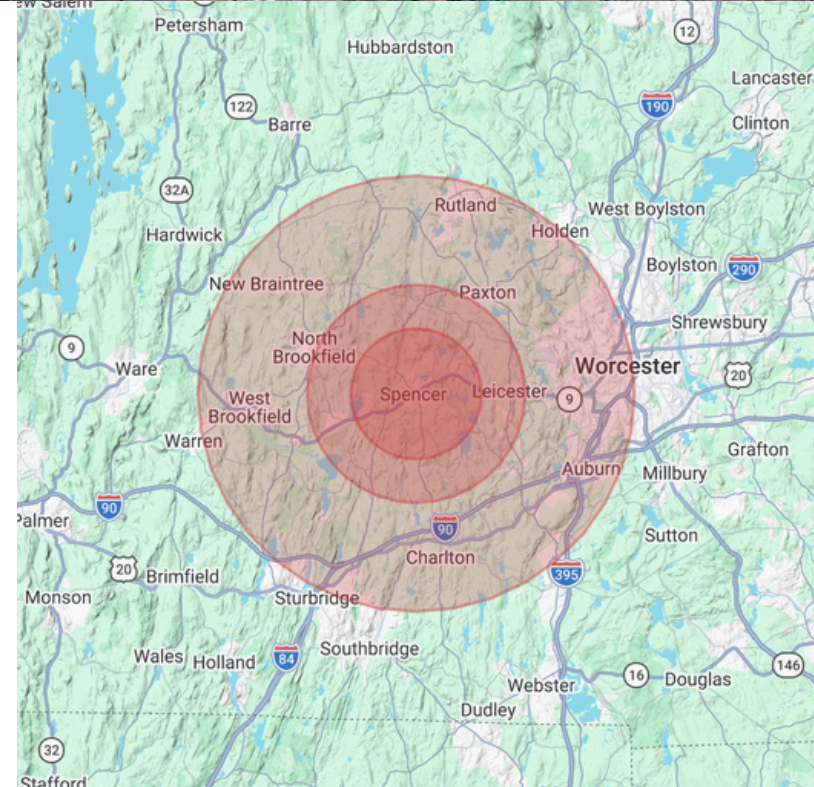 ew Salem
Petersham
Hubbardston
12
Lancaster
190
122
Barre
Clinton
32A
Rutland
West Boylston
Hardwick
Holden
Boylston
290
New Braintree
Paxton
Shrewsbury
9
North
Brookfield
Ware
Worcester
20
Spencer
Leicester
9
West
Brookfield
Warren
Grafton
Auburn
Millbury
90
Palmer
90
Sutton
Charlton
20
Brimfield
395
Monson
Sturbridge
Southbridge
Wales
Holland
84
146
16
Douglas
Webster
Dudley
32
Stafford